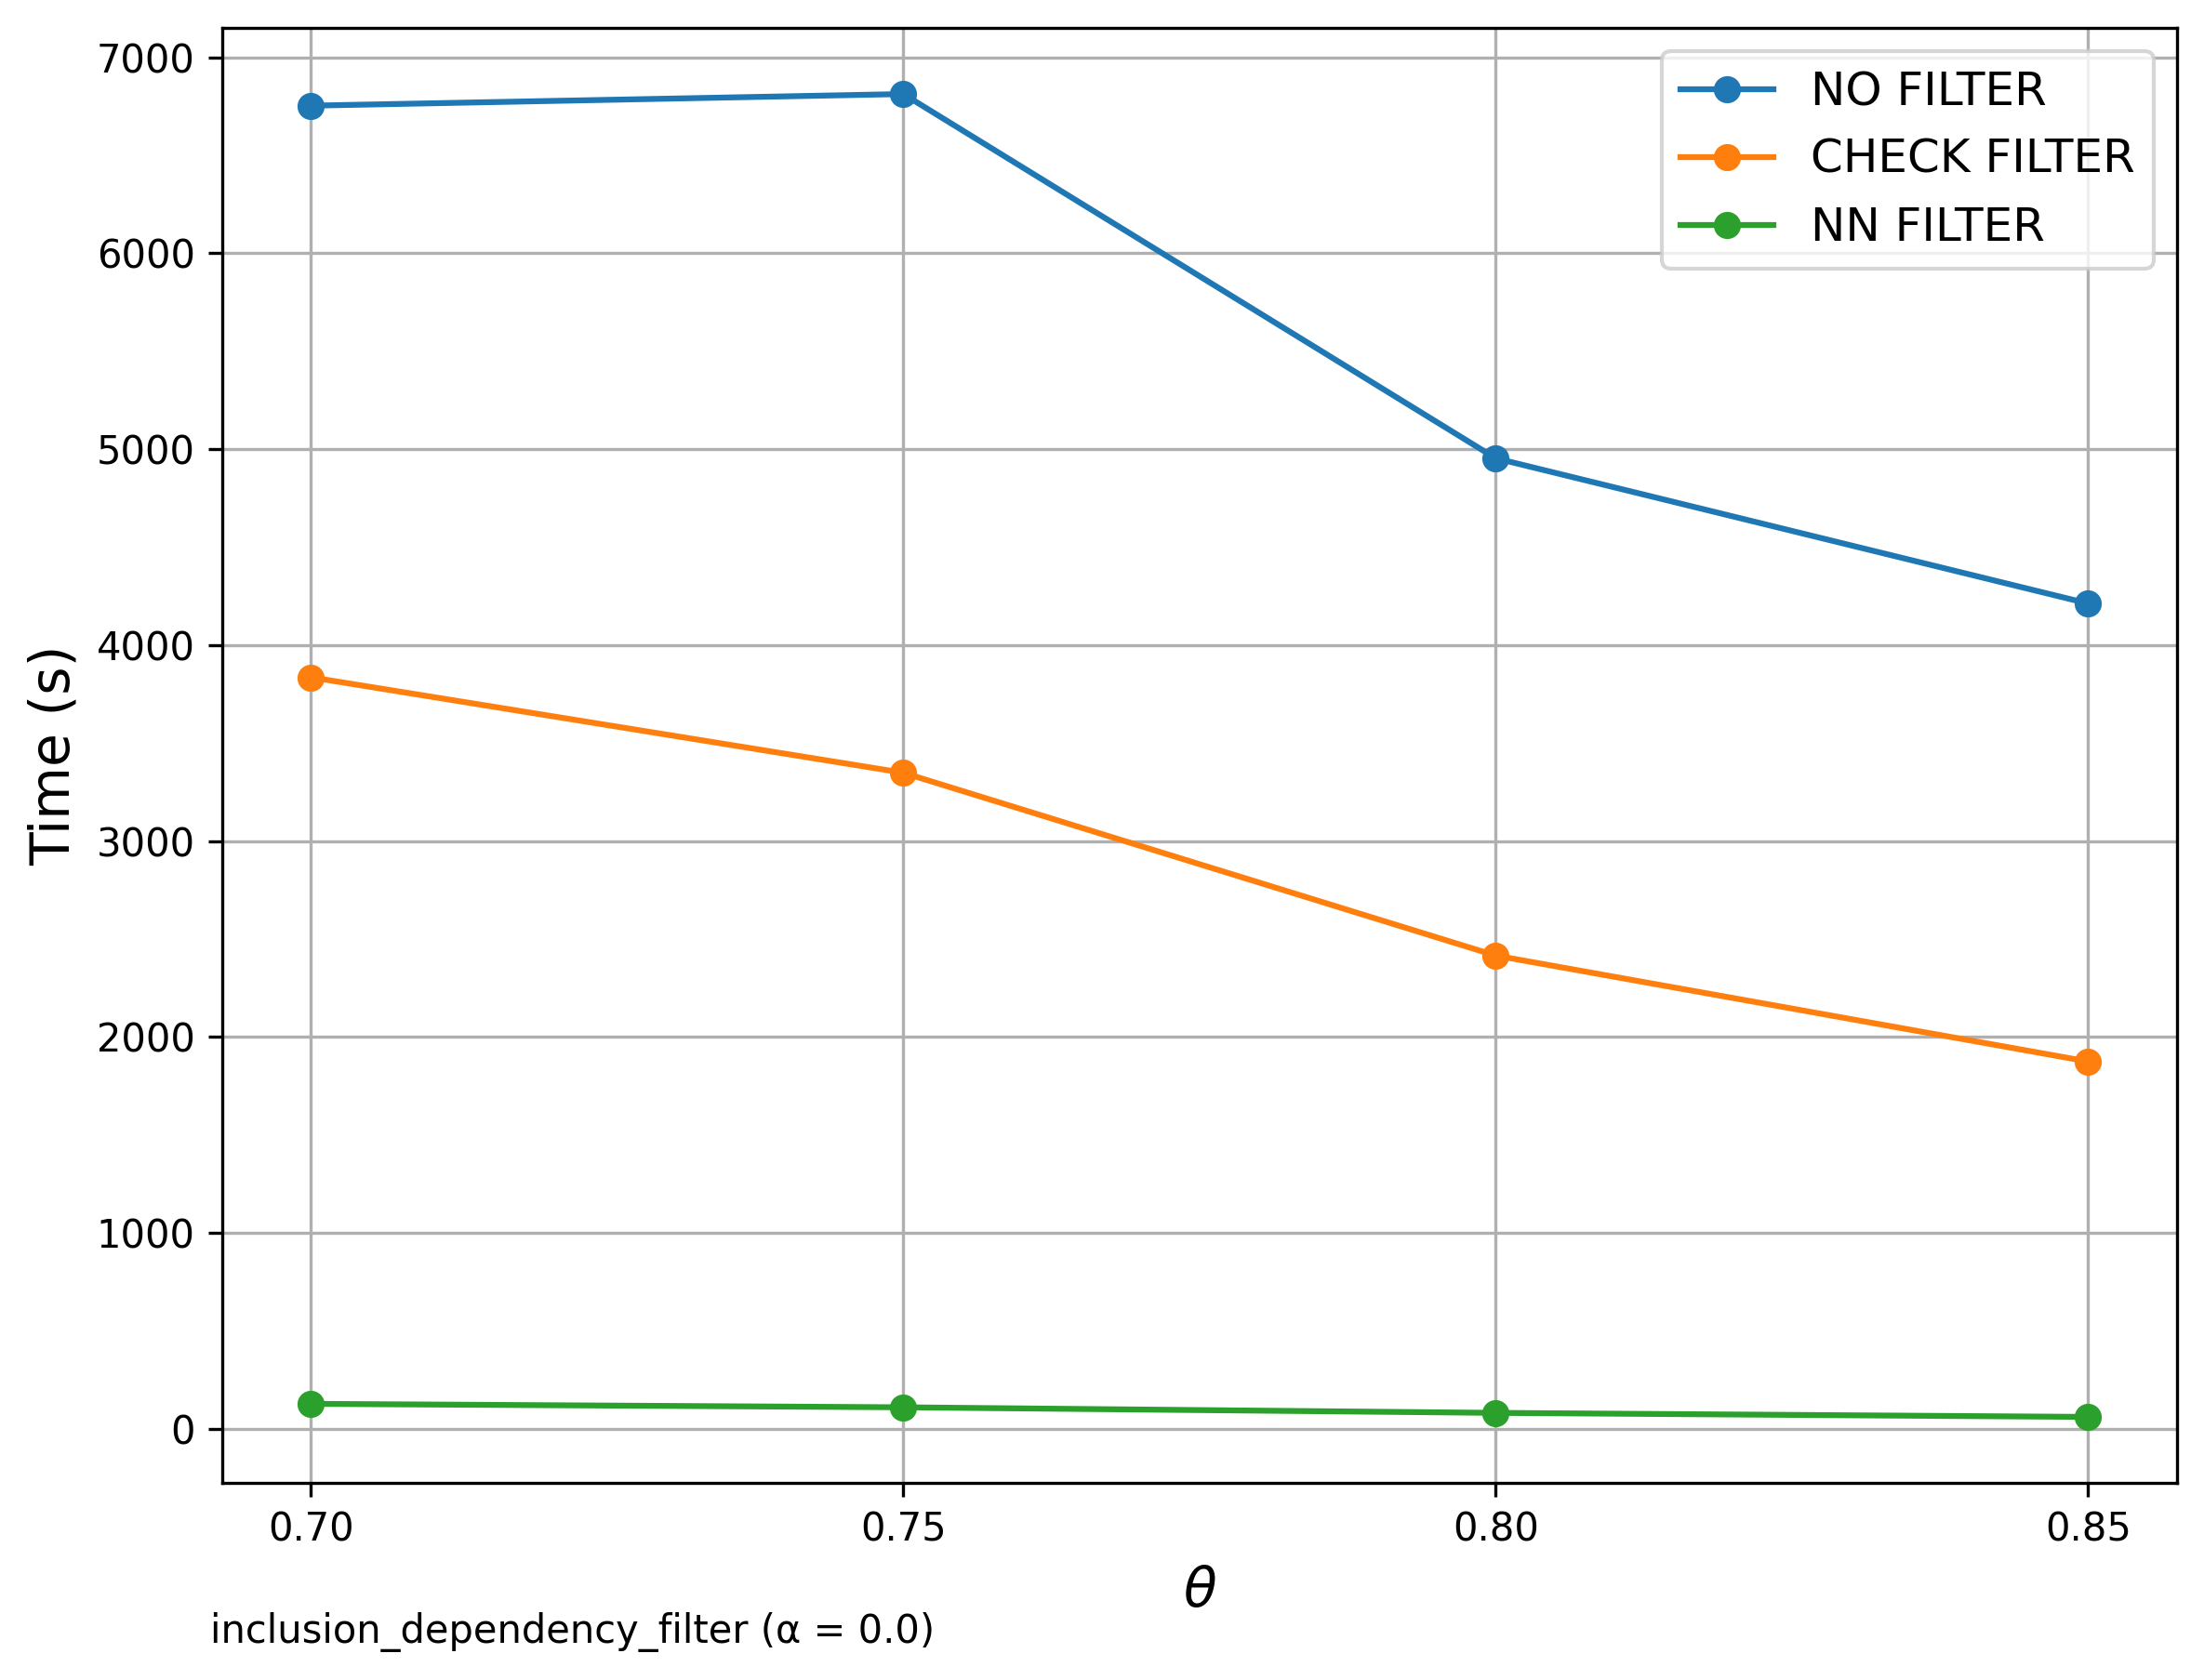 7000
6000
5000
4000
3000
2000
1000
0
Time (s)
NO FILTER
CHECK FILTER
NN FILTER
0.70 0.75 0.80 0.85
θ
inclusion_dependency_filter (α = 0.0)